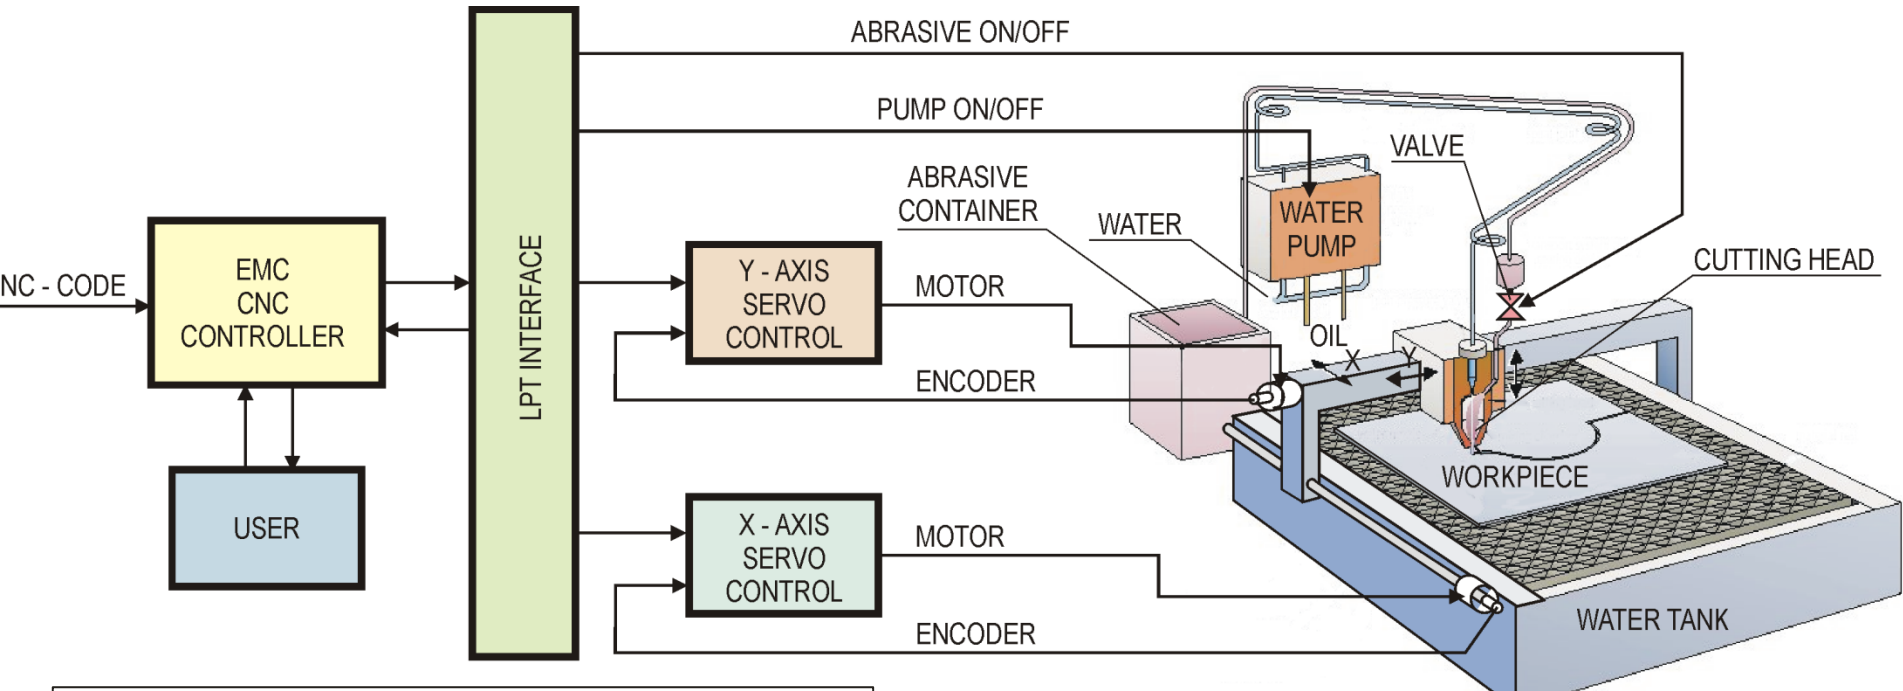 ABRASIVE ON/OFF
PUMP ON/OFF
VALVE
ABRASIVE
CONTAINER
WATER
WATER
PUMP
CUTTING HEAD
NC - CODE
EMC
CNC
CONTROLLER
LPT INTERFACE
Y - AXIS
SERVO
CONTROL
MOTOR
ENCODER
OIL
X
Y
WORKPIECE
USER
X - AXIS
SERVO
CONTROL
MOTOR
ENCODER
WATER TANK